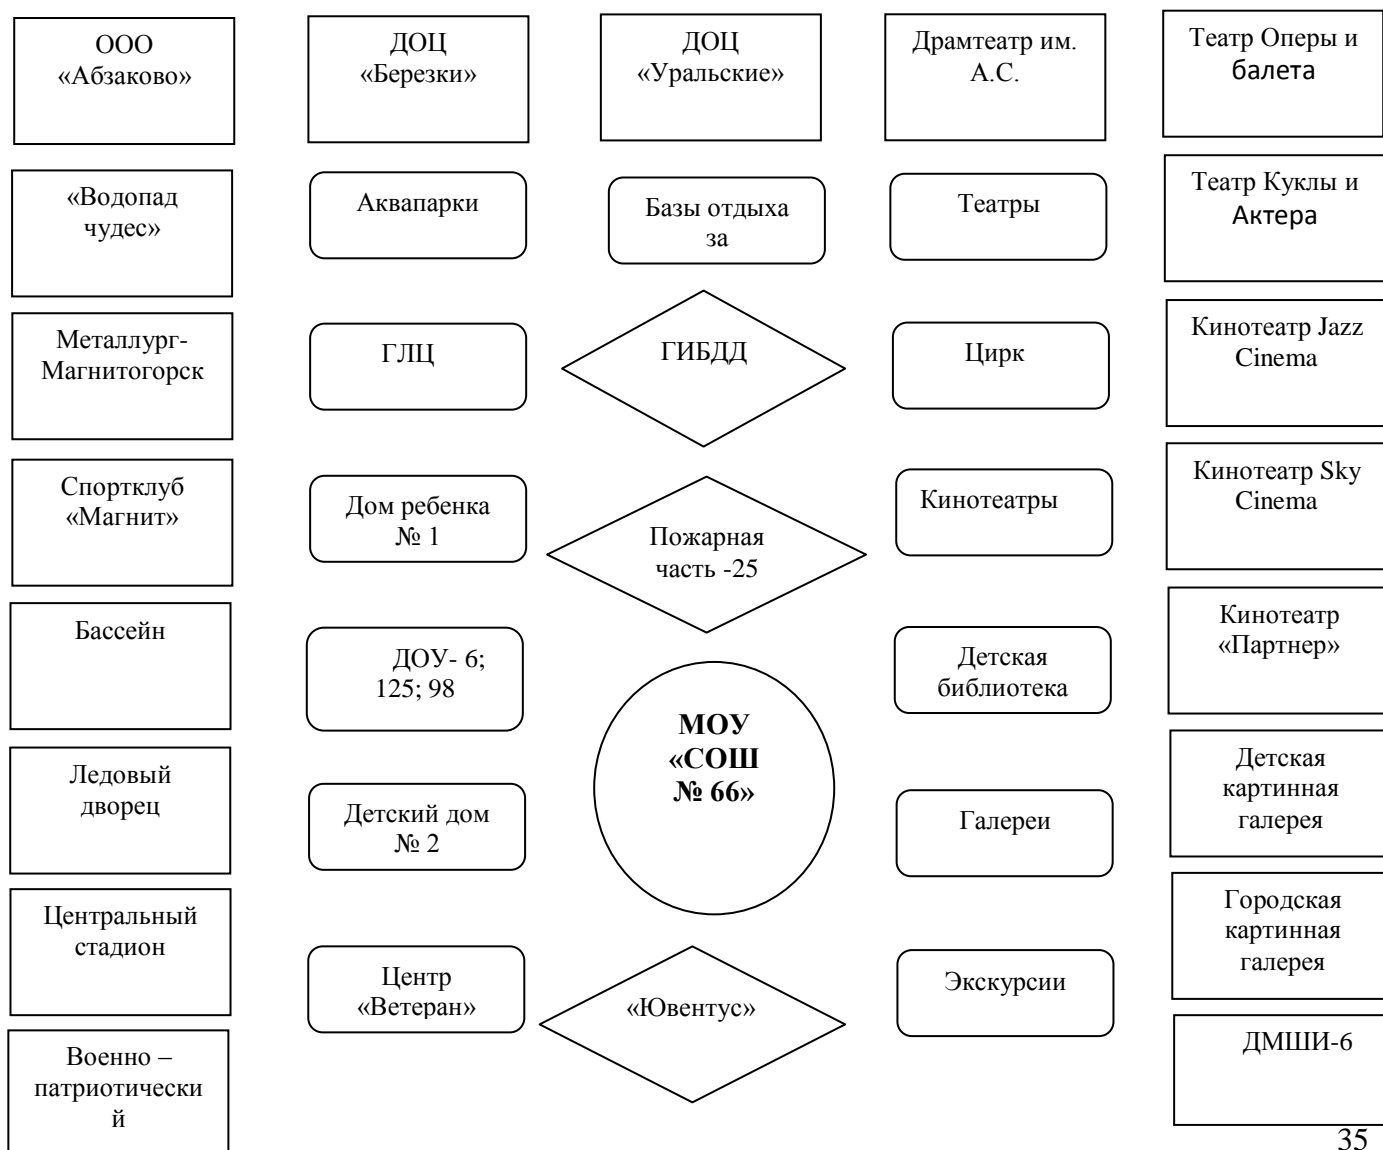 ООО
«Абзаково»
ДОЦ
«Березки»
ДОЦ
«Уральские»
Драмтеатр им.
А.С.
Театр Оперы и
балета
«Водопад
чудес»
Аквапарки
Базы отдыха
за
Театры
Театр Куклы и
Актера
Металлург-
Магнитогорск
ГЛЦ
ГИБДД
Цирк
Кинотеатр Jazz
Cinema
Спортклуб
«Магнит»
Дом ребенка
№ 1
Пожарная
часть -25
Кинотеатры
Кинотеатр Sky
Cinema
Бассейн
ДОУ- 6;
125; 98
МОУ
«СОШ
№ 66»
Детская
библиотека
Кинотеатр
«Партнер»
Ледовый
дворец
Детский дом
№ 2
Галереи
Детская
картинная
галерея
Центральный
стадион
Центр
«Ветеран»
«Ювентус»
Экскурсии
Городская
картинная
галерея
Военно –
патриотически
й
ДМШИ-6
35